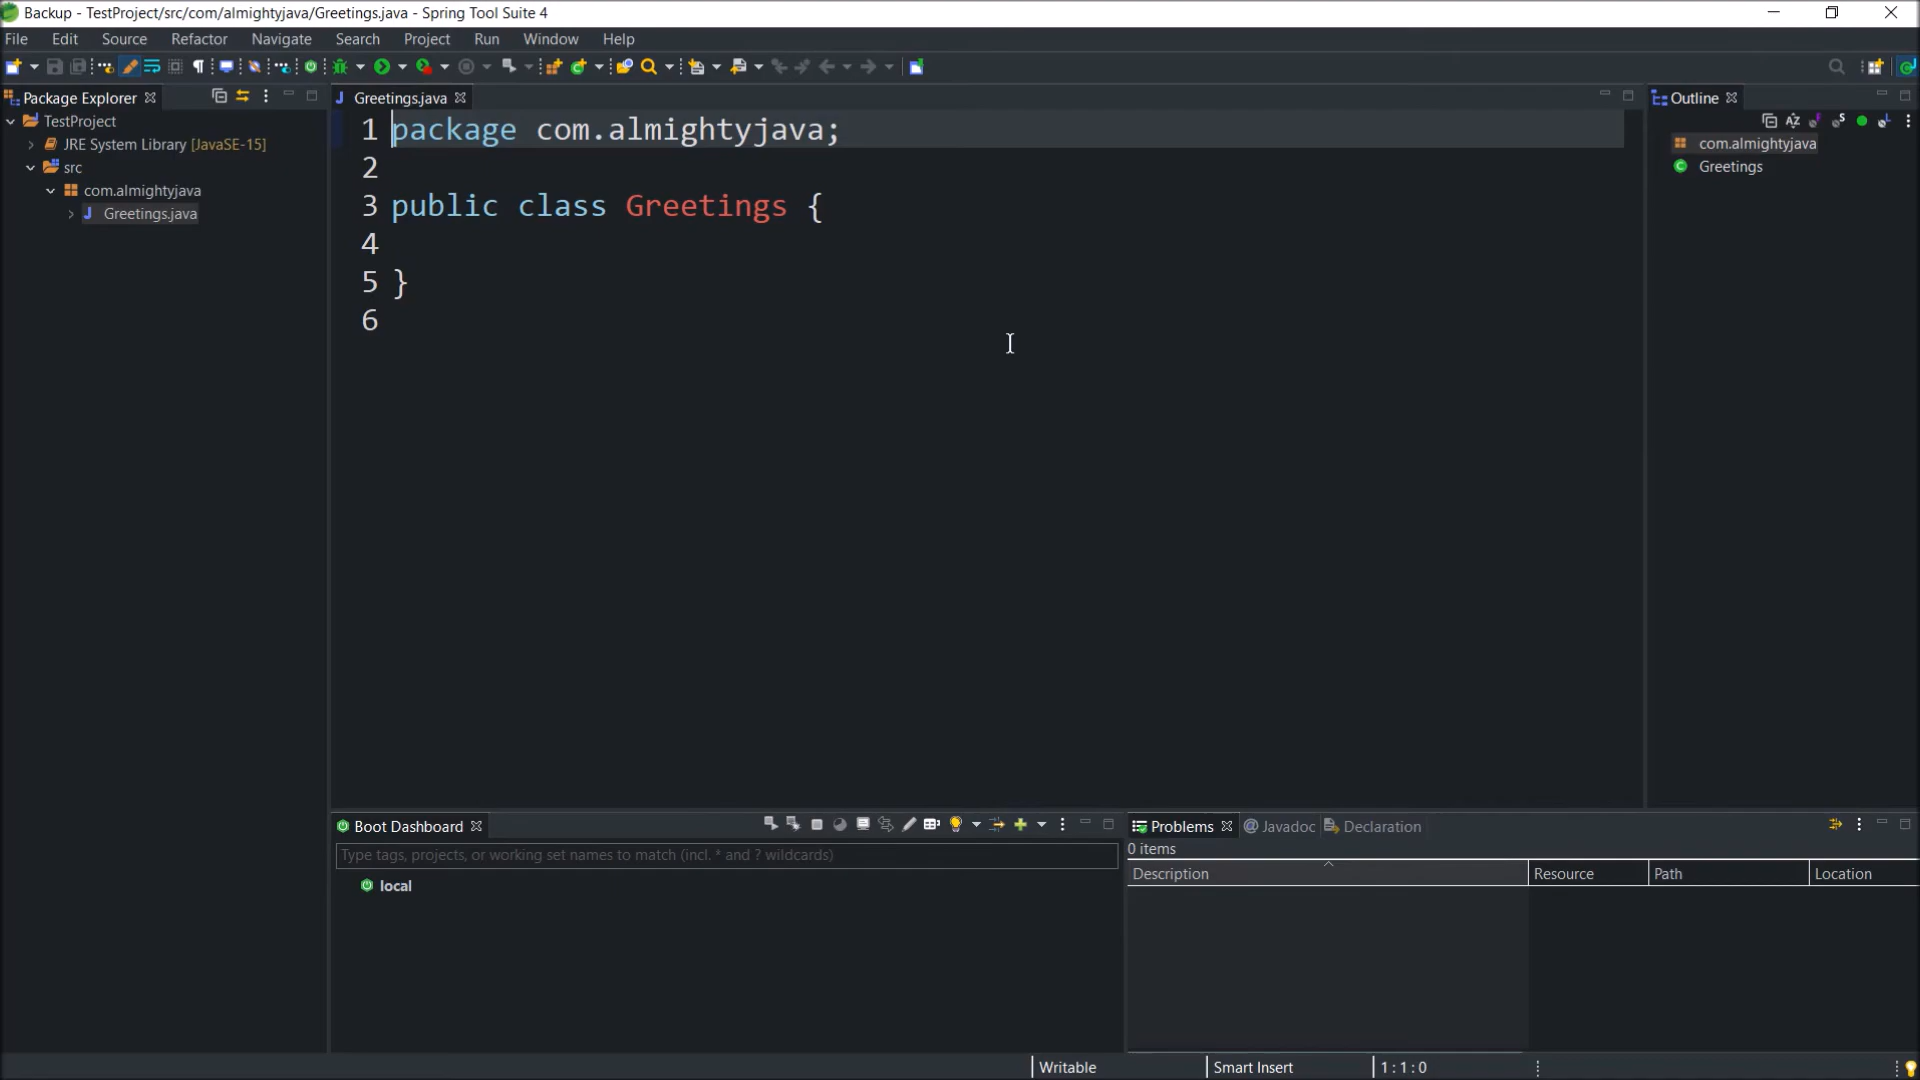 Backup - TestProject/src/com/almightyjava/Greetings.java - Spring Tool Suite 4
File Edit Source Refactor Navigate Search Project Run Window Help
Package Explorer
TestProject
JRE System Library [JavaSE-15]
src
com.almightyjava
Greetings.java
Greetings.java
1 package com.almightyjava;
2
3 public class Greetings {
4
5 }
6
Outline
com.almightyjava
Greetings
Boot Dashboard
Type tags, projects, or working set names to match (incl. * and ? wildcards)
local
Problems @ Javadoc Declaration
0 items
Description Resource Path Location
Writable Smart Insert 1 : 1 : 0